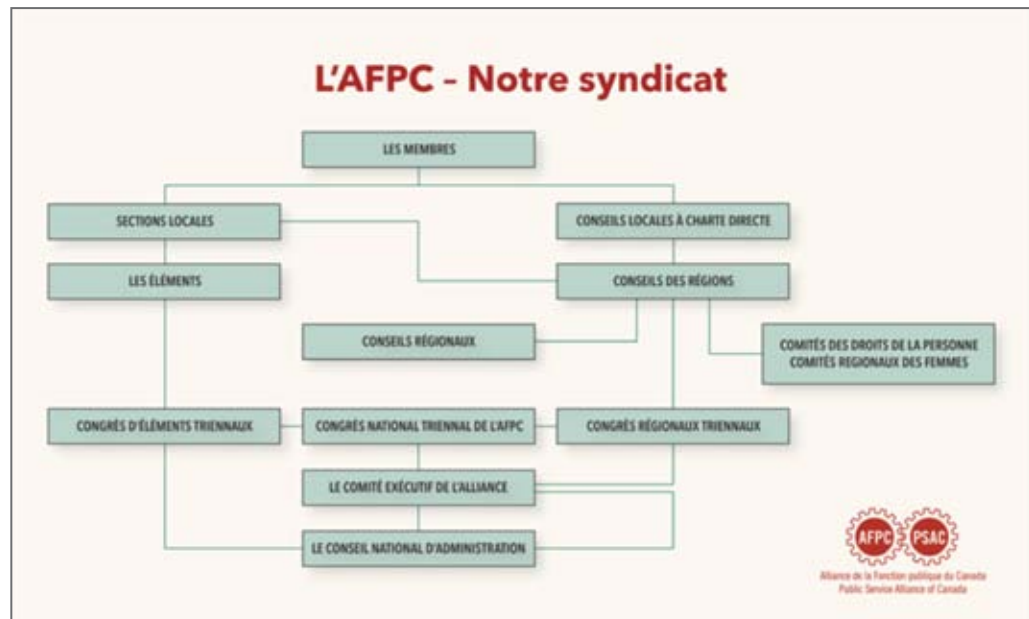 L'AFPC – Notre syndicat
LES MEMBRES
SECTIONS LOCALES
CONSEILS LOCALES À CHARTE DIRECTE
LES ÉLÉMENTS
CONSEILS DES RÉGIONS
CONSEILS RÉGIONAUX
COMITÉS DES DROITS DE LA PERSONNE
COMITÉS REGIONAUX DES FEMMES
CONGRÈS D'ÉLÉMENTS TRIENNAUX
CONGRÈS NATIONAL TRIENNAL DE L'AFPC
CONGRÈS RÉGIONAUX TRIENNAUX
LE COMITÉ EXÉCUTIF DE L'ALLIANCE
LE CONSEIL NATIONAL D'ADMINISTRATION
AFPC PSAC
Alliance de la Fonction publique du Canada
Public Service Alliance of Canada